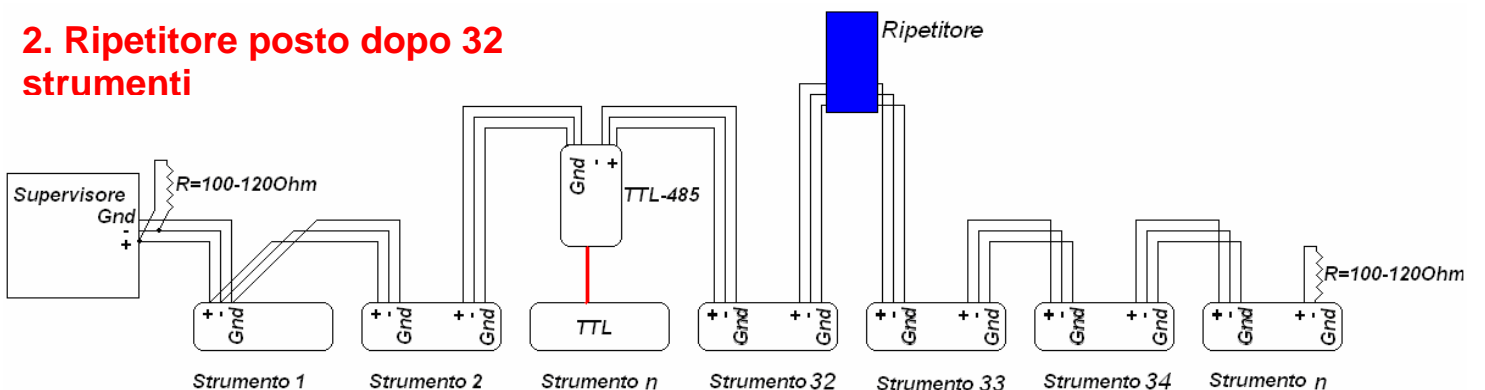 2. Ripetitore posto dopo 32
strumenti
Ripetitore
Supervisore
Gnd
-
+
R=100-120Ohm
Gnd - +
TTL-485
R=100-120Ohm
+ - Gnd
+ - Gnd
+ - Gnd
TTL
+ - Gnd
+ - Gnd
+ - Gnd
+ - Gnd
+ - Gnd
+ - Gnd
+ - Gnd
+ - Gnd
Strumento 1
Strumento 2
Strumento n
Strumento 32
Strumento 33
Strumento 34
Strumento n